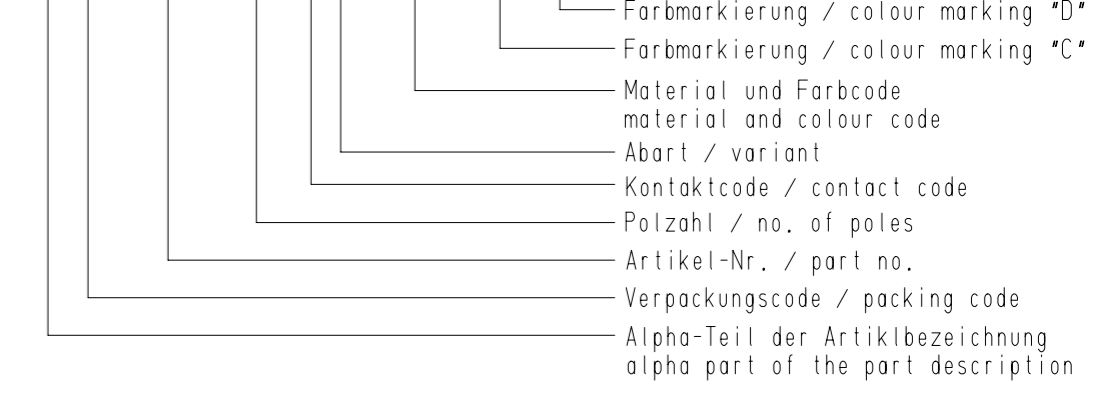 Farbmarkierung / colour marking "D"
Farbmarkierung / colour marking "C"
Material und Farbcode
material and colour code
Abart / variant
Kontaktcode / contact code
Polzahl / no. of poles
Artikel-Nr. / part no.
Verpackungscode / packing code
Alpha-Teil der Artiklbezeichnung
alpha part of the part description